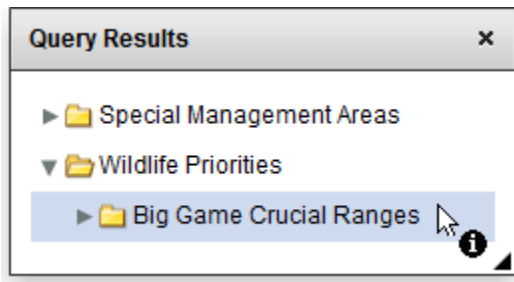 Query Results
Special Management Areas
Wildlife Priorities
Big Game Crucial Ranges